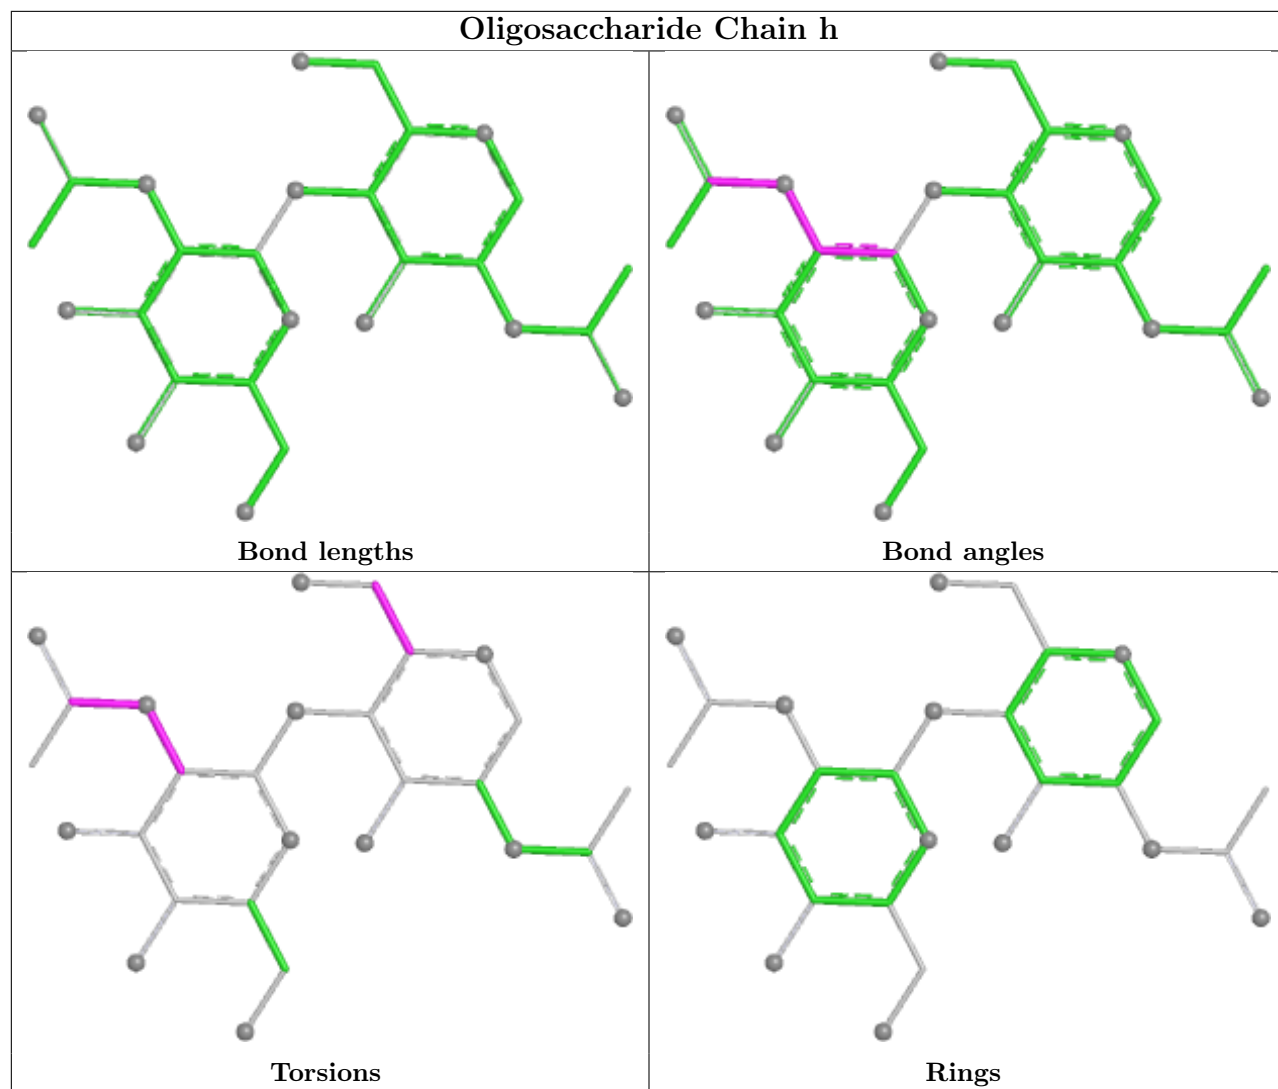 Oligosaccharide Chain h
Bond lengths
Bond angles
Torsions
Rings